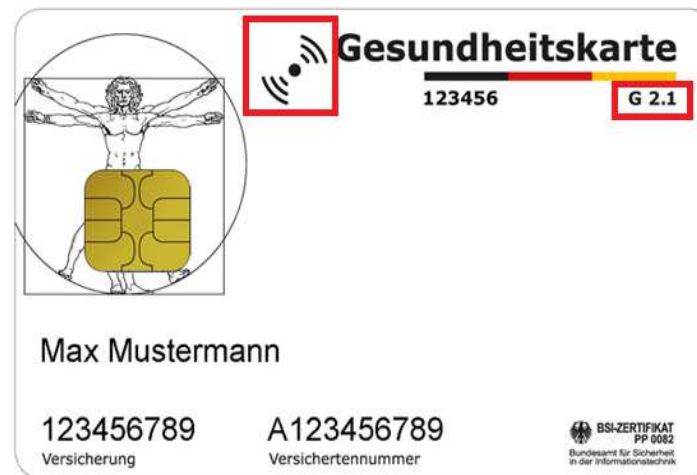 Gesundheitskarte
123456 G 2.1
Max Mustermann
123456789 A123456789
Versicherung Versichertennummer
BSI-ZERTIFIKAT
PP 0082
Bundesamt für Sicherheit
in der Informationstechnik